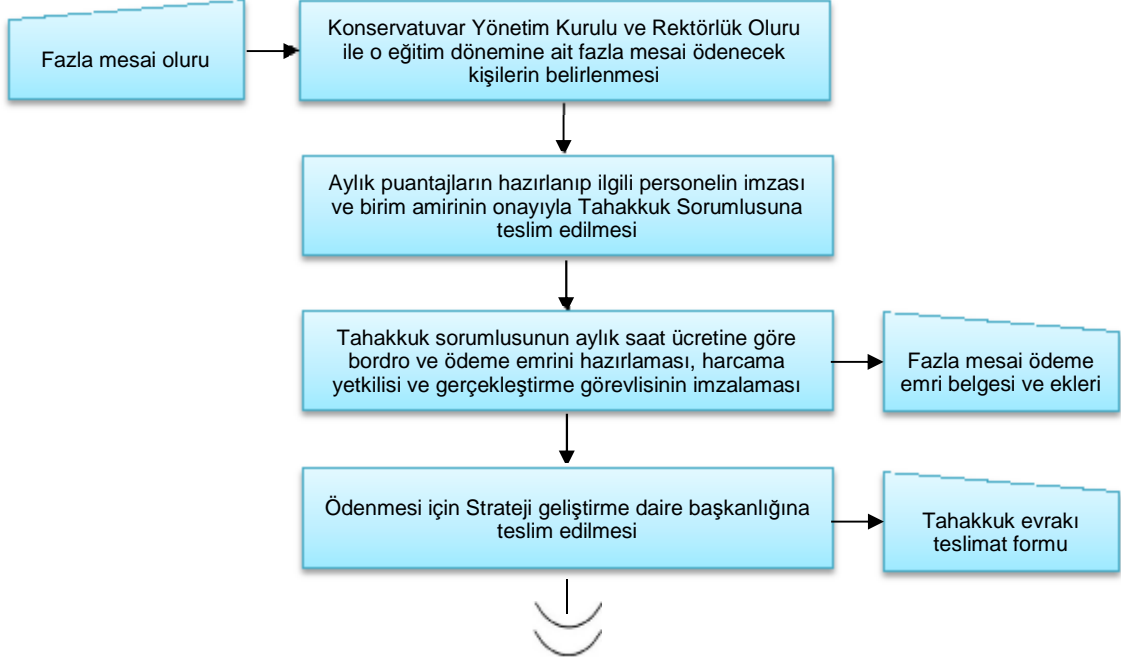 Fazla mesai oluru
Konservatuvar Yönetim Kurulu ve Rektörlük Oluru
ile o eğitim dönemine ait fazla mesai ödenecek
kişilerin belirlenmesi
Aylık puantajların hazırlanıp ilgili personelin imzası
ve birim amirinin onayıyla Tahakkuk Sorumlusuna
teslim edilmesi
Tahakkuk sorumlusunun aylık saat ücretine göre
bordro ve ödeme emrini hazırlaması, harcama
yetkilisi ve gerçekleştirme görevlisinin imzalaması
Fazla mesai ödeme
emri belgesi ve ekleri
Ödenmesi için Strateji geliştirme daire başkanlığına
teslim edilmesi
Tahakkuk evrakı
teslimat formu